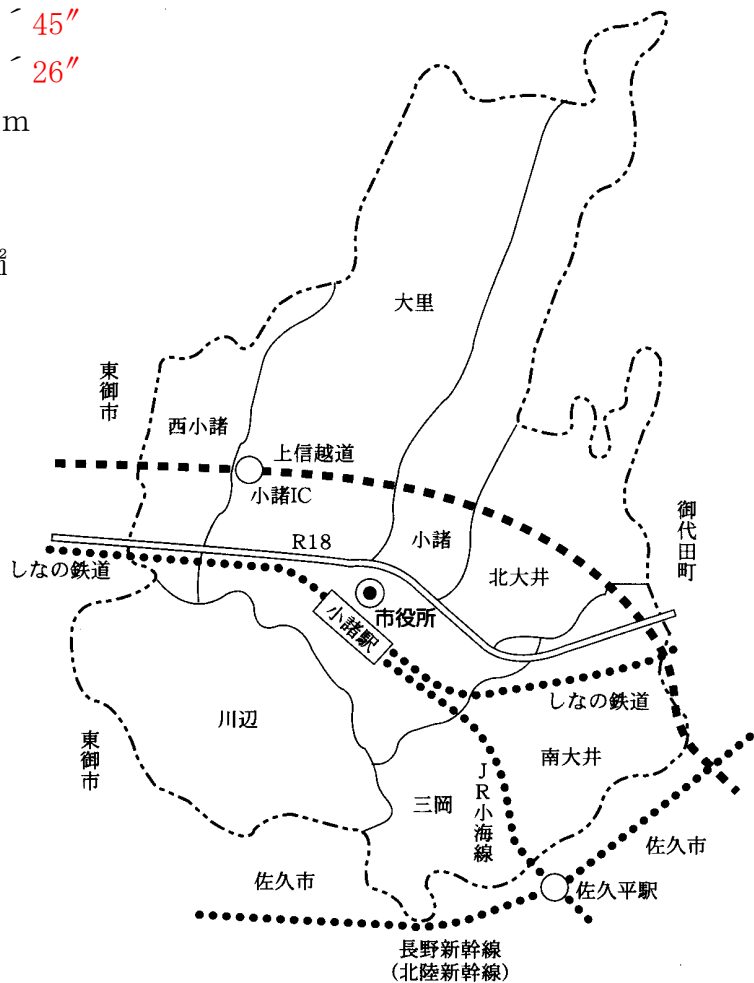 ´ 45″
´ 26″
m
大里
東御市
西小諸
上信越道
小諸IC
御代田町
R18
小諸
しなの鉄道
北大井
市役所
小諸駅
しなの鉄道
川辺
東御市
南大井
JR小海線
三岡
佐久市
佐久市
佐久平駅
長野新幹線
(北陸新幹線)